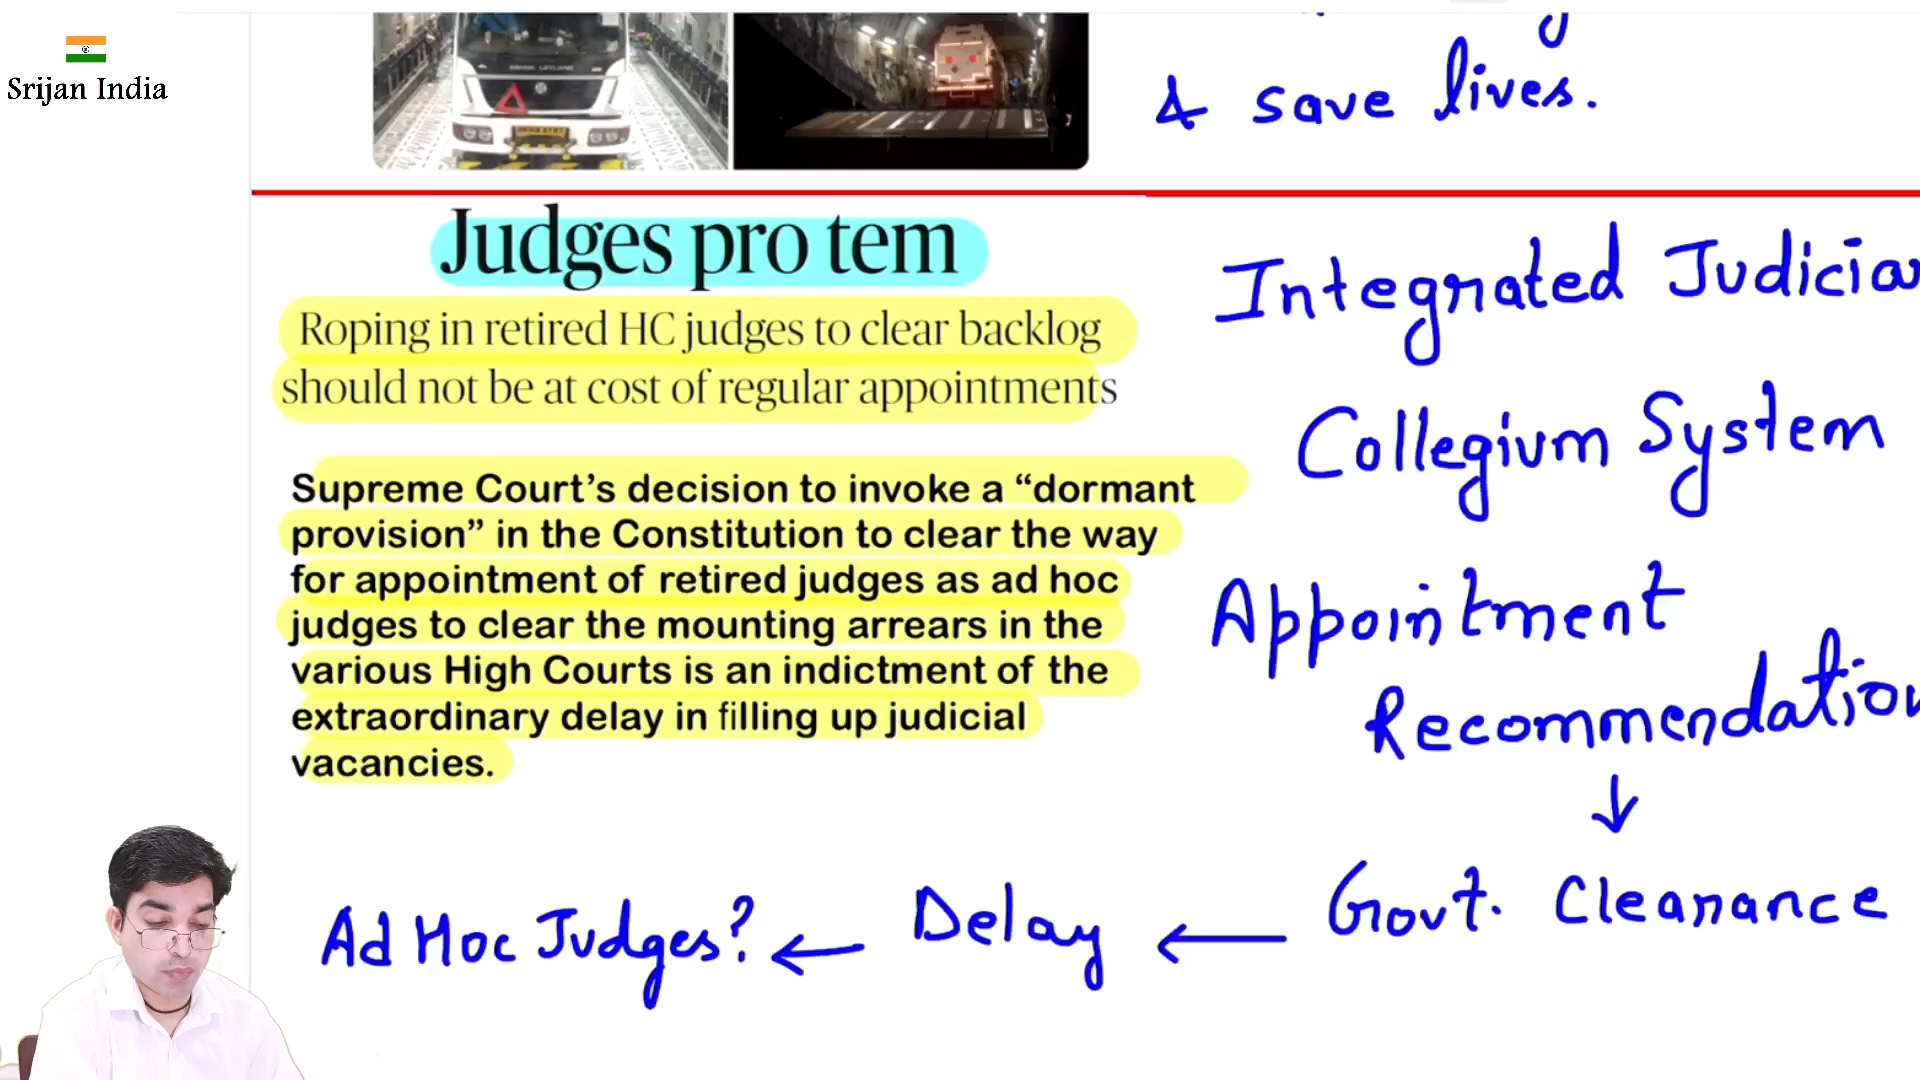 Srijan India
& save lives.
Judges pro tem
Roping in retired HC judges to clear backlog
should not be at cost of regular appointments
Supreme Court’s decision to invoke a “dormant
provision” in the Constitution to clear the way
for appointment of retired judges as ad hoc
judges to clear the mounting arrears in the
various High Courts is an indictment of the
extraordinary delay in filling up judicial
vacancies.
Integrated
Collegium System
Appointment
Recommendation
↓
Govt. Clearance
Ad Hoc Judges? ← Delay ←